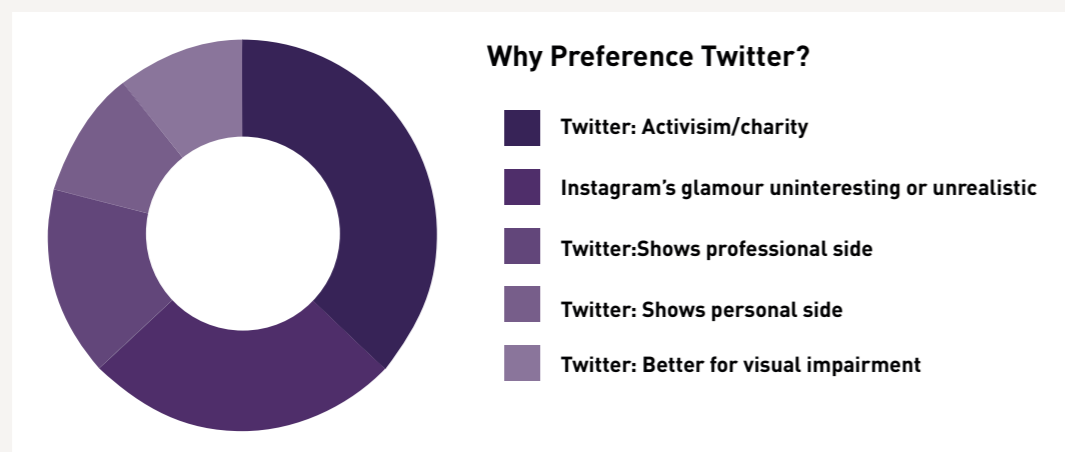 Why Preference Twitter?
Twitter: Activisim/charity
Instagram’s glamour uninteresting or unrealistic
Twitter:Shows professional side
Twitter: Shows personal side
Twitter: Better for visual impairment